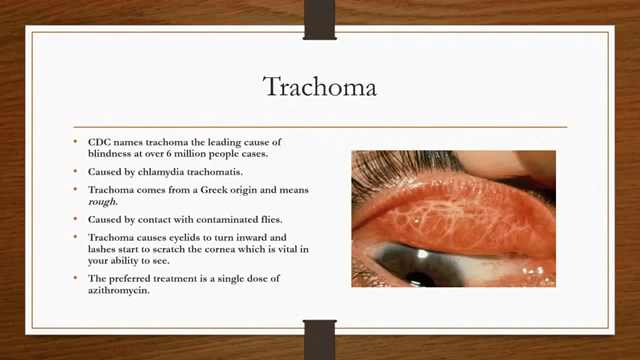 Trachoma
• CDC names trachoma the leading cause of
blindness at over 6 million people cases.
• Caused by chlamydia trachomatis.
• Trachoma comes from a Greek origin and means
rough.
• Caused by contact with contaminated flies.
• Trachoma causes eyelids to turn inward and
lashes start to scratch the cornea which is vital in
your ability to see.
• The preferred treatment is a single dose of
azithromycin.